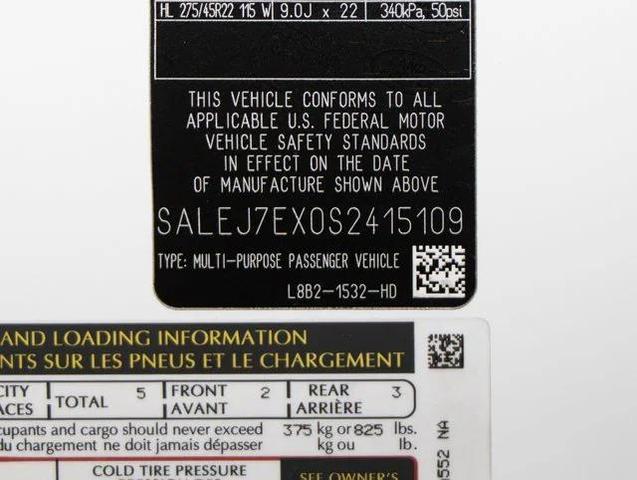 HL 275/45R22 115 W 9.0J x 22 340kPa, 50psi
THIS VEHICLE CONFORMS TO ALL
APPLICABLE U.S. FEDERAL MOTOR
VEHICLE SAFETY STANDARDS
IN EFFECT ON THE DATE
OF MANUFACTURE SHOWN ABOVE
SALEJ7EX0S2415109
TYPE: MULTI-PURPOSE PASSENGER VEHICLE
L8B2-1532-HD
AND LOADING INFORMATION
NTS SUR LES PNEUS ET LE CHARGEMENT
CITY TOTAL 5 FRONT 2 REAR 3
ACES AVANT ARRIÈRE
cupants and cargo should never exceed 375 kg or 825 lbs.
du chargement ne doit jamais dépasser kg ou lb.
COLD TIRE PRESSURE SEE OWNER'S
1552 NA